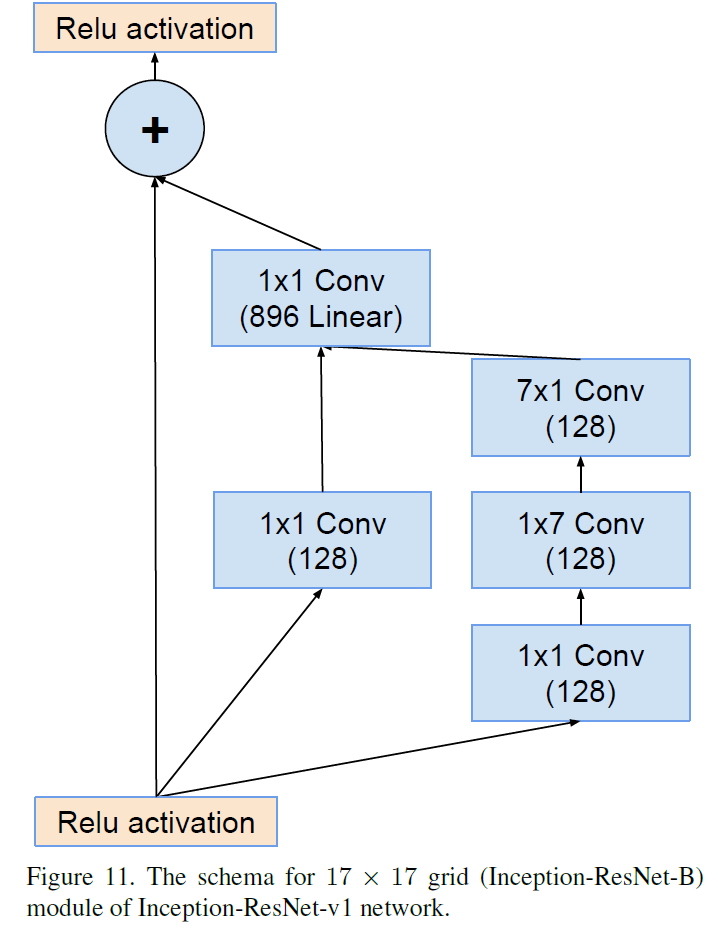 Relu activation
+
1x1 Conv
(896 Linear)
7x1 Conv
(128)
1x1 Conv
(128)
1x7 Conv
(128)
1x1 Conv
(128)
Relu activation
Figure 11. The schema for 17 × 17 grid (Inception-ResNet-B)
module of Inception-ResNet-v1 network.